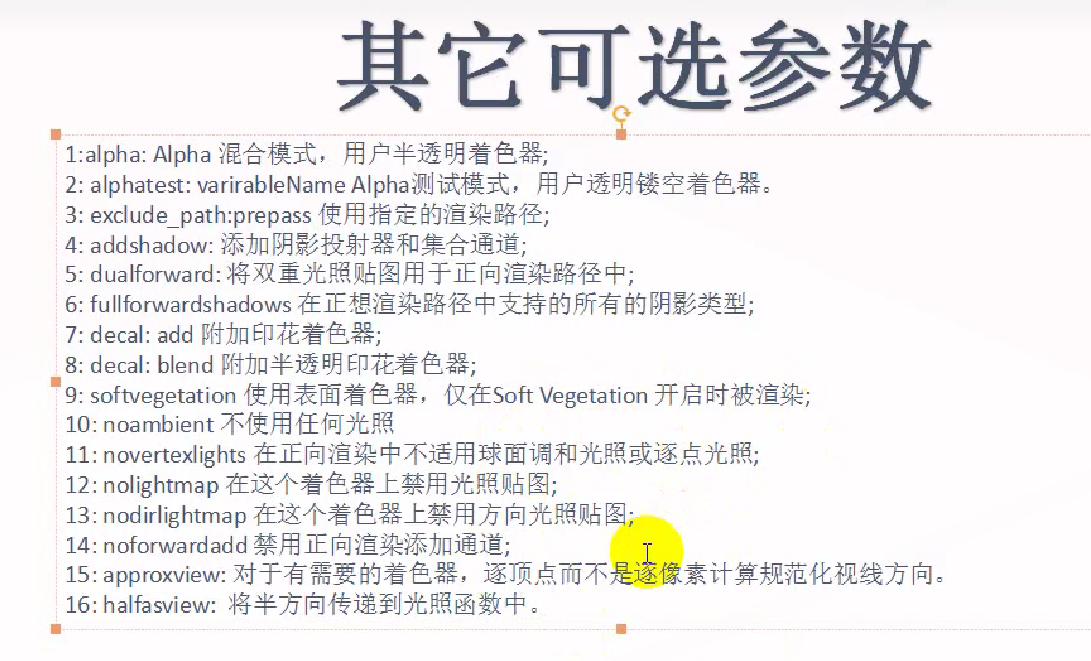 其它可选参数
1:alpha: Alpha 混合模式，用户半透明着色器;
2: alphatest: varirableName Alpha测试模式，用户透明镂空着色器。
3: exclude_path:prepass 使用指定的渲染路径;
4: addshadow: 添加阴影投射器和集合通道;
5: dualforward: 将双重光照贴图用于正向渲染路径中;
6: fullforwardshadows 在正想渲染路径中支持的所有的阴影类型;
7: decal: add 附加印花着色器;
8: decal: blend 附加半透明印花着色器;
9: softvegetation 使用表面着色器，仅在Soft Vegetation 开启时被渲染;
10: noambient 不使用任何光照
11: novertexlights 在正向渲染中不适用球面调和光照或逐点光照;
12: nolightmap 在这个着色器上禁用光照贴图;
13: nodirlightmap 在这个着色器上禁用方向光照贴图;
14: noforwardadd 禁用正向渲染添加通道;
15: approxview: 对于有需要的着色器，逐顶点而不是逐像素计算规范化视线方向。
16: halfasview: 将半方向传递到光照函数中。